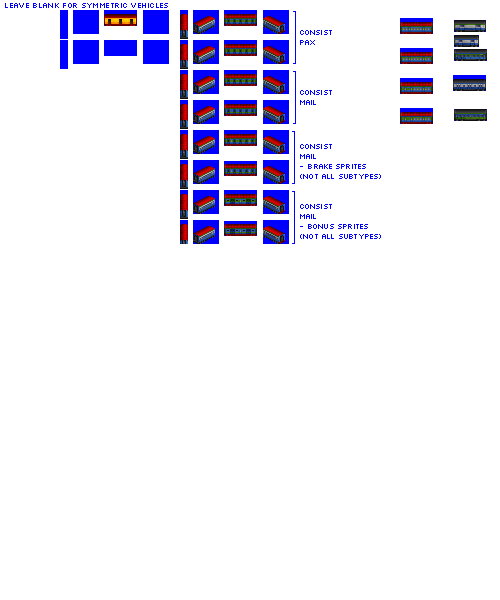 LEAVE BLANK FOR SYMMETRIC VEHICLES
CONSIST
PAX
CONSIST
MAIL
CONSIST
MAIL
- BRAKE SPRITES
(NOT ALL SUBTYPES)
CONSIST
MAIL
- BONUS SPRITES
(NOT ALL SUBTYPES)